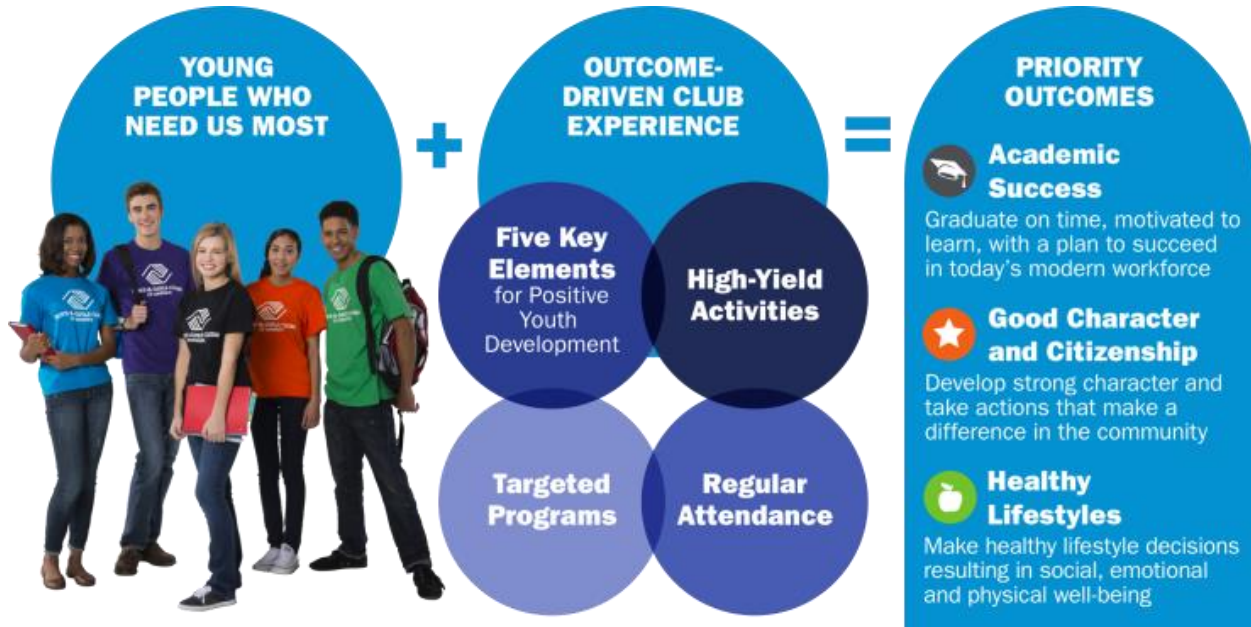 YOUNG
PEOPLE WHO
NEED US MOST
+
OUTCOME-
DRIVEN CLUB
EXPERIENCE
Five Key
Elements
for Positive
Youth
Development
High-Yield
Activities
Targeted
Programs
Regular
Attendance
=
PRIORITY
OUTCOMES
Academic
Success
Graduate on time, motivated to
learn, with a plan to succeed
in today's modern workforce
Good Character
and Citizenship
Develop strong character and
take actions that make a
difference in the community
Healthy
Lifestyles
Make healthy lifestyle decisions
resulting in social, emotional
and physical well-being